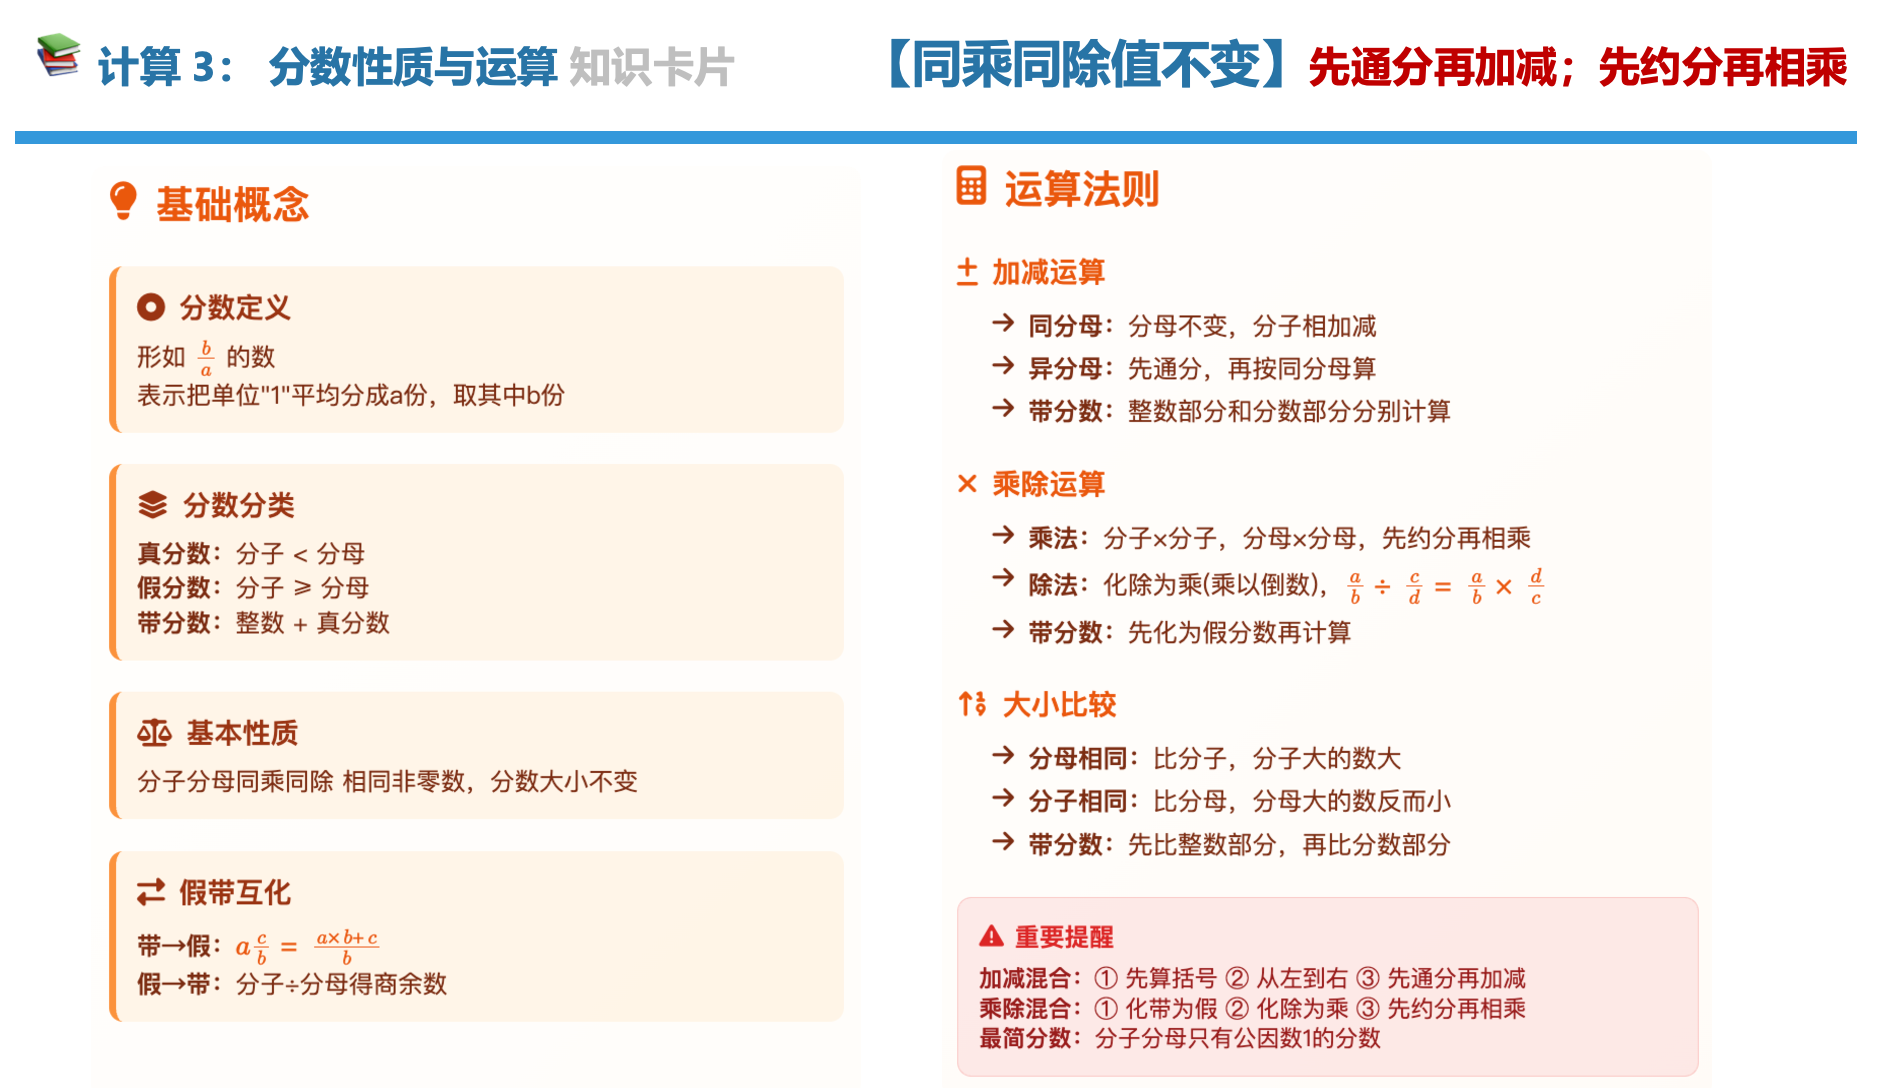 计算 3： 分数性质与运算 知识卡片
【同乘同除值不变】先通分再加减；先约分再相乘
基础概念
分数定义
形如 b/a 的数
表示把单位"1"平均分成a份，取其中b份
分数分类
真分数：分子 < 分母
假分数：分子 ⩾ 分母
带分数：整数 + 真分数
基本性质
分子分母同乘同除 相同非零数，分数大小不变
假带互化
带→假：a c/b = (a×b+c)/b
假→带：分子÷分母得商余数
运算法则
± 加减运算
→ 同分母：分母不变，分子相加减
→ 异分母：先通分，再按同分母算
→ 带分数：整数部分和分数部分分别计算
× 乘除运算
→ 乘法：分子×分子，分母×分母，先约分再相乘
→ 除法：化除为乘(乘以倒数)，a/b ÷ c/d = a/b × d/c
→ 带分数：先化为假分数再计算
大小比较
→ 分母相同：比分子，分子大的数大
→ 分子相同：比分母，分母大的数反而小
→ 带分数：先比整数部分，再比分数部分
重要提醒
加减混合：① 先算括号 ② 从左到右 ③ 先通分再加减
乘除混合：① 化带为假 ② 化除为乘 ③ 先约分再相乘
最简分数：分子分母只有公因数1的分数